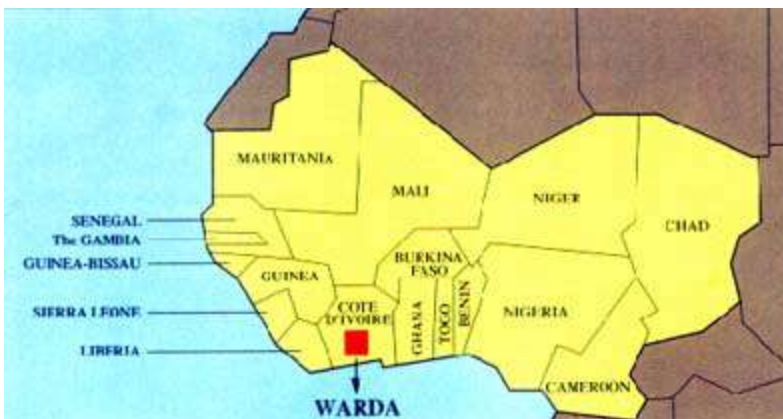 MAURITANIA
MALI
NIGER
CHAD
SENEGAL
The GAMBIA
GUINEA-BISSAU
GUINEA
BURKINA
FASO
SIERRA LEONE
COTE
D'IVOIRE
GHANA
TOGO
BENIN
NIGERIA
LIBERIA
CAMEROON
WARDA